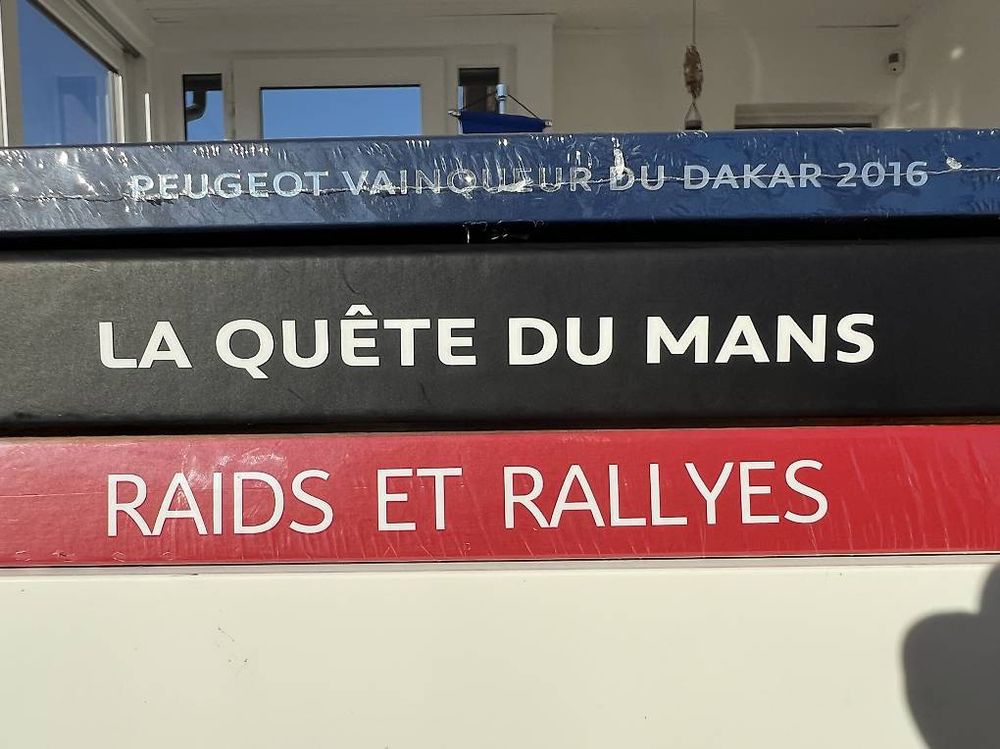 PEUGEOT VAINQUEUR DU DAKAR 2016
LA QUÊTE DU MANS
RAIDS ET RALLYES